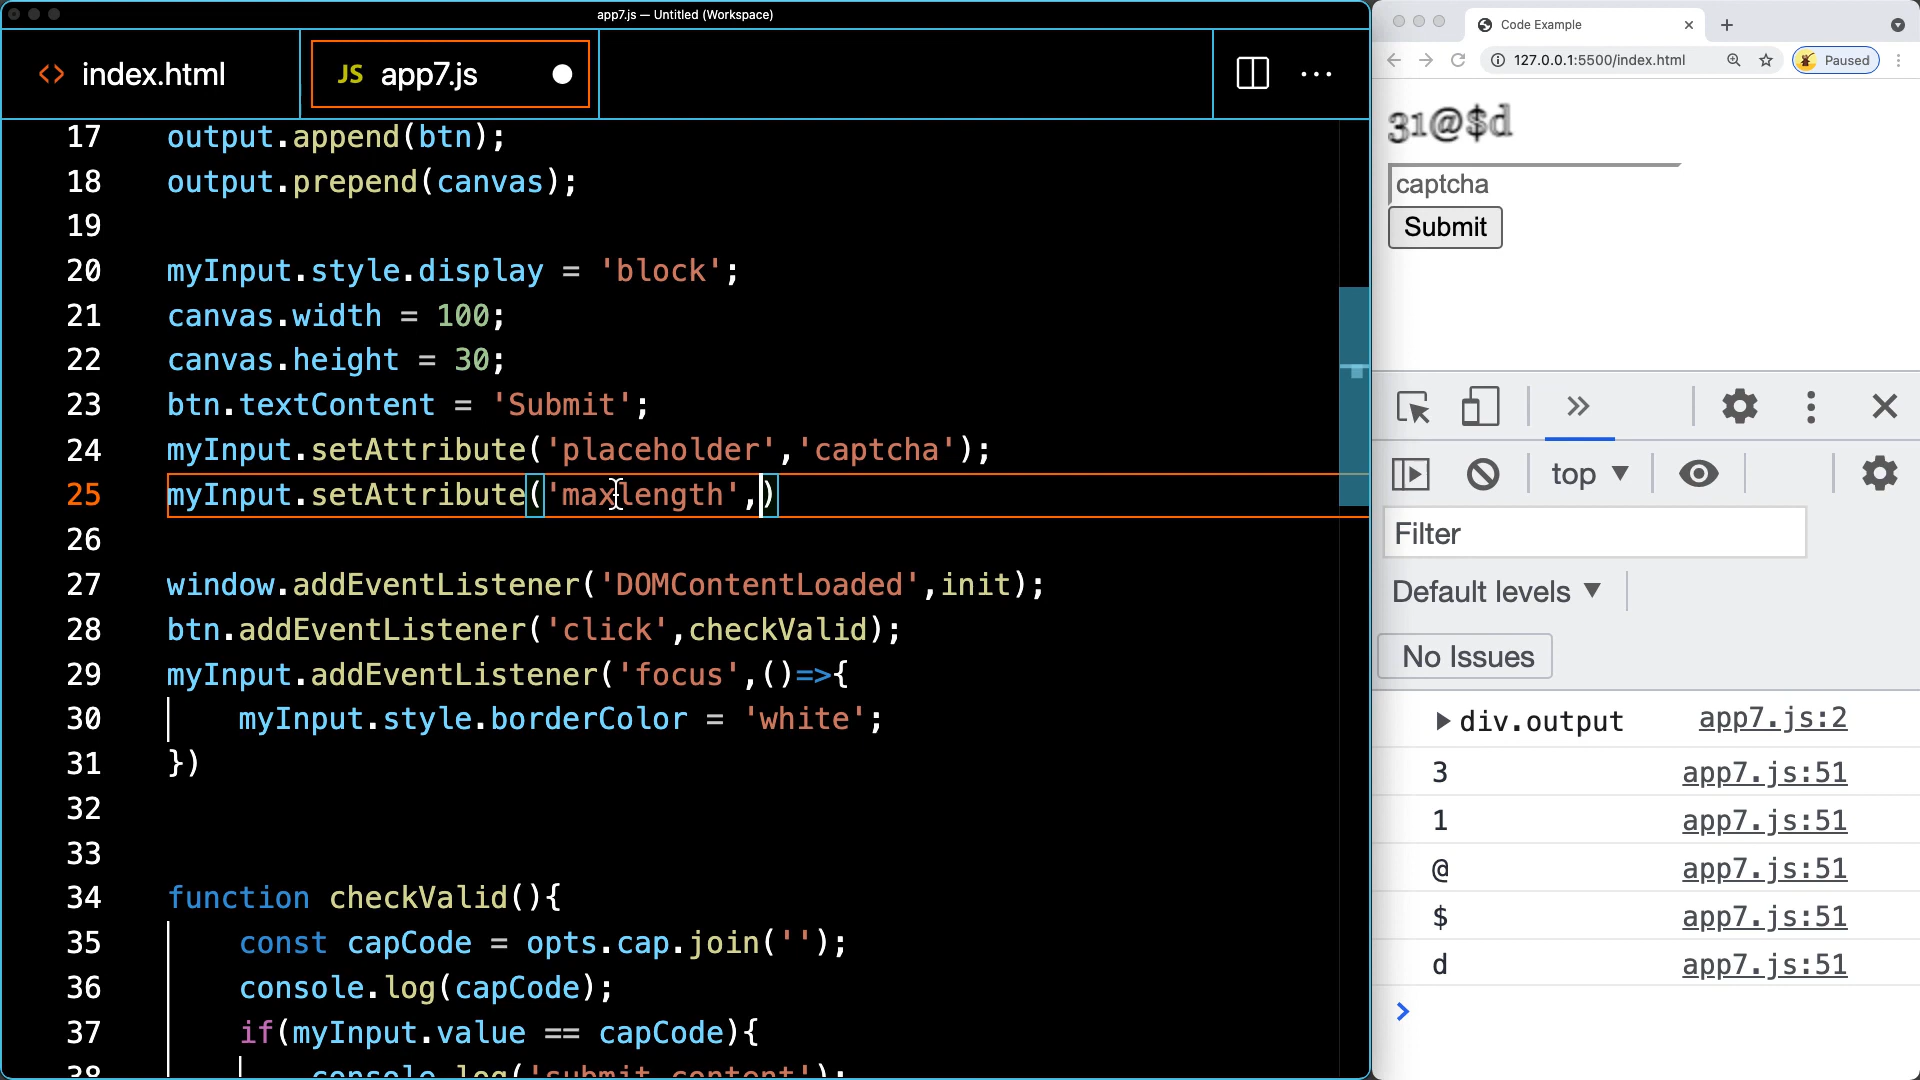 app7.js — Untitled (Workspace)
<> index.html
JS app7.js
17 output.append(btn);
18 output.prepend(canvas);
19
20 myInput.style.display = 'block';
21 canvas.width = 100;
22 canvas.height = 30;
23 btn.textContent = 'Submit';
24 myInput.setAttribute('placeholder','captcha');
25 myInput.setAttribute('maxlength',)
26
27 window.addEventListener('DOMContentLoaded',init);
28 btn.addEventListener('click',checkValid);
29 myInput.addEventListener('focus',()=>{
30 myInput.style.borderColor = 'white';
31 })
32
33
34 function checkValid(){
35 const capCode = opts.cap.join('');
36 console.log(capCode);
37 if(myInput.value == capCode){
38 console.log('submit content');
Code Example
127.0.0.1:5500/index.html
Paused
31@$d
captcha
Submit
top
Filter
Default levels
No Issues
div.output app7.js:2
3 app7.js:51
1 app7.js:51
@ app7.js:51
$ app7.js:51
d app7.js:51